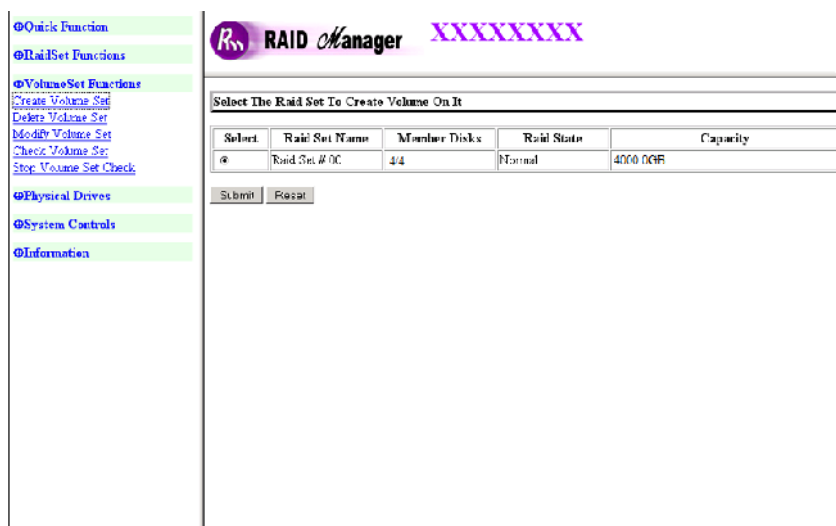 Quick Function
RaidSet Functions
VolumeSet Functions
Create Volume Set
Delete Volume Set
Modify Volume Set
Check Volume Set
Stop Volume Set Check
Physical Drives
System Controls
Information
Rm RAID Manager XXXXXXXX
Select The Raid Set To Create Volume On It
Select Raid Set Name Member Disks Raid State Capacity
Raid Set # 00 4/4 Normal 4000.0GB
Submit Reset